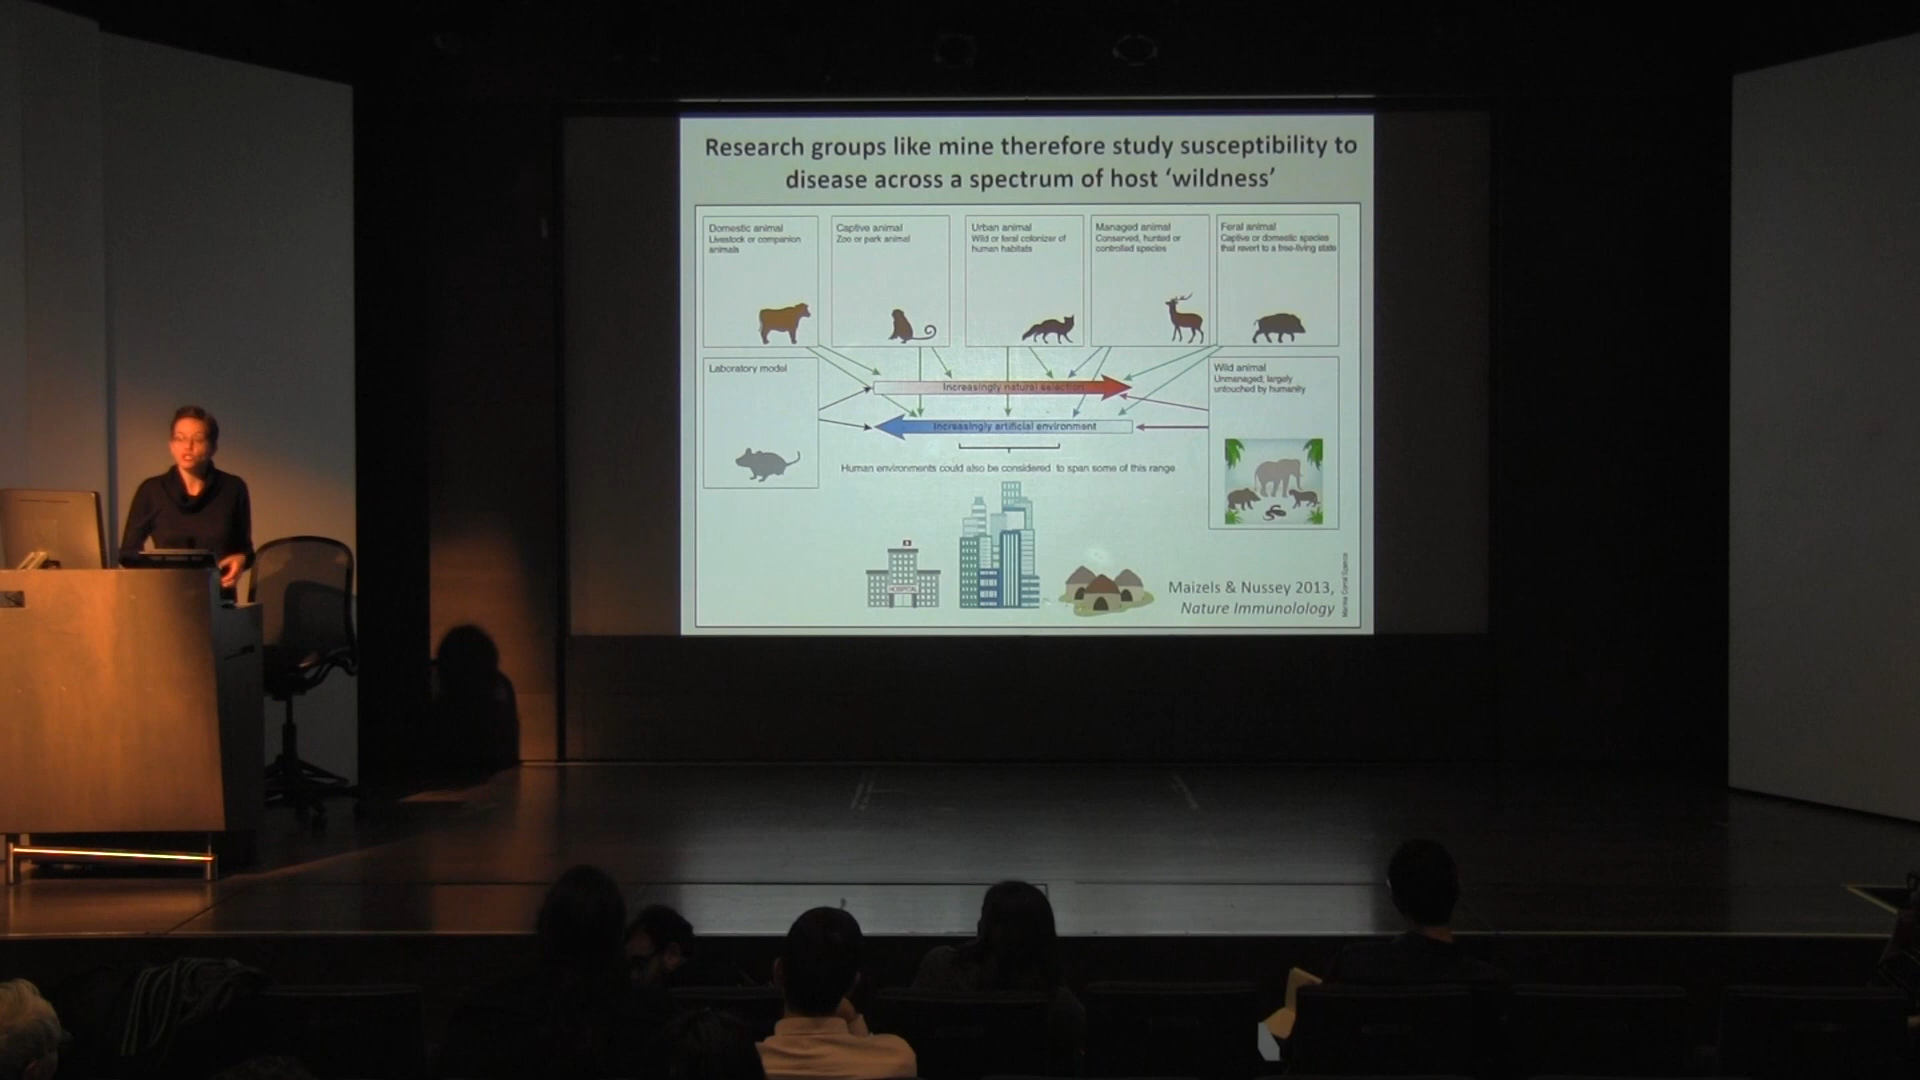 Research groups like mine therefore study susceptibility to
disease across a spectrum of host ‘wildness’
Domestic animal
Livestock or companion
animals
Captive animal
Zoo or park animal
Urban animal
Wild or feral colonizer of
human habitats
Managed animal
Conserved, hunted or
controlled species
Feral animal
Captive or domestic species
that revert to a free-living state
Laboratory model
Increasingly natural selection
Increasingly artificial environment
Wild animal
Unmanaged, largely
untouched by humanity
Human environments could also be considered to span some of this range
HOSPITAL
Maizels & Nussey 2013,
Nature Immunolology